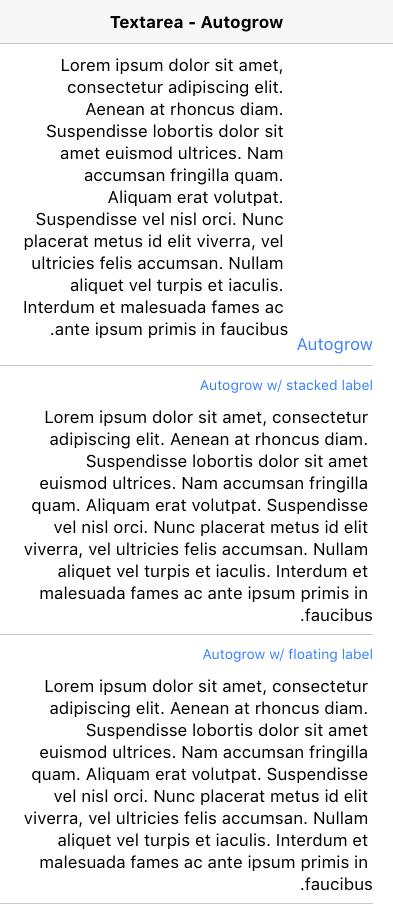 Textarea - Autogrow
Lorem ipsum dolor sit amet,
consectetur adipiscing elit.
Aenean at rhoncus diam.
Suspendisse lobortis dolor sit
amet euismod ultrices. Nam
accumsan fringilla quam.
Aliquam erat volutpat.
Suspendisse vel nisl orci. Nunc
placerat metus id elit viverra, vel
ultricies felis accumsan. Nullam
aliquet vel turpis et iaculis.
Interdum et malesuada fames ac
.ante ipsum primis in faucibus
Autogrow
Autogrow w/ stacked label
Lorem ipsum dolor sit amet, consectetur
adipiscing elit. Aenean at rhoncus diam.
Suspendisse lobortis dolor sit amet
euismod ultrices. Nam accumsan fringilla
quam. Aliquam erat volutpat. Suspendisse
vel nisl orci. Nunc placerat metus id elit
viverra, vel ultricies felis accumsan. Nullam
aliquet vel turpis et iaculis. Interdum et
malesuada fames ac ante ipsum primis in
.faucibus
Autogrow w/ floating label
Lorem ipsum dolor sit amet, consectetur
adipiscing elit. Aenean at rhoncus diam.
Suspendisse lobortis dolor sit amet
euismod ultrices. Nam accumsan fringilla
quam. Aliquam erat volutpat. Suspendisse
vel nisl orci. Nunc placerat metus id elit
viverra, vel ultricies felis accumsan. Nullam
aliquet vel turpis et iaculis. Interdum et
malesuada fames ac ante ipsum primis in
.faucibus